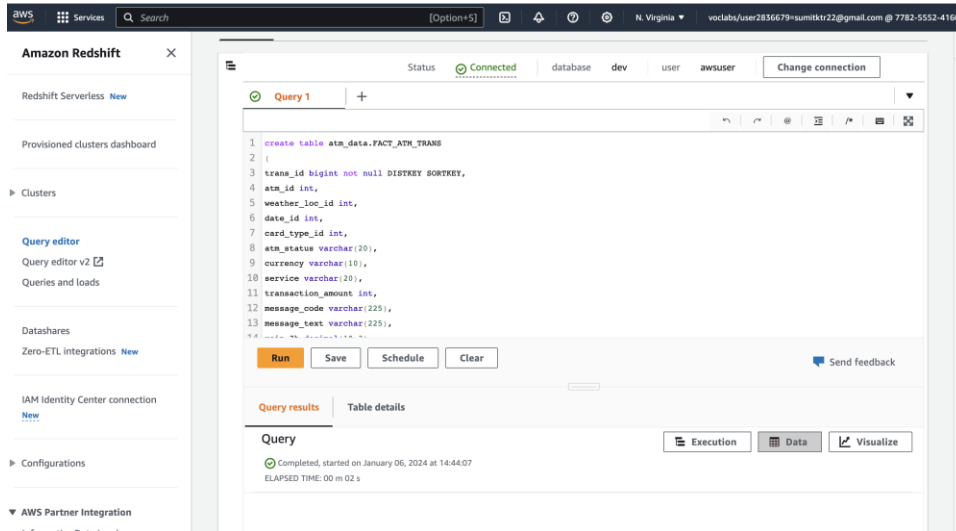 aws Services Search [Option+S] N. Virginia ▼ voclabs/user2836679=sumitktr22@gmail.com @ 7782-5552-416
Amazon Redshift
Redshift Serverless New
Provisioned clusters dashboard
Clusters
Query editor
Query editor v2
Queries and loads
Datashares
Zero-ETL integrations New
IAM Identity Center connection
New
Configurations
AWS Partner Integration
Status Connected database dev user awsuser Change connection
Query 1 +
@ /*
1 create table atm_data.FACT_ATM_TRANS
2 (
3 trans_id bigint not null DISTKEY SORTKEY,
4 atm_id int,
5 weather_loc_id int,
6 date_id int,
7 card_type_id int,
8 atm_status varchar(20),
9 currency varchar(10),
10 service varchar(20),
11 transaction_amount int,
12 message_code varchar(225),
13 message_text varchar(225),
Run Save Schedule Clear Send feedback
Query results Table details
Query Execution Data Visualize
Completed, started on January 06, 2024 at 14:44:07
ELAPSED TIME: 00 m 02 s